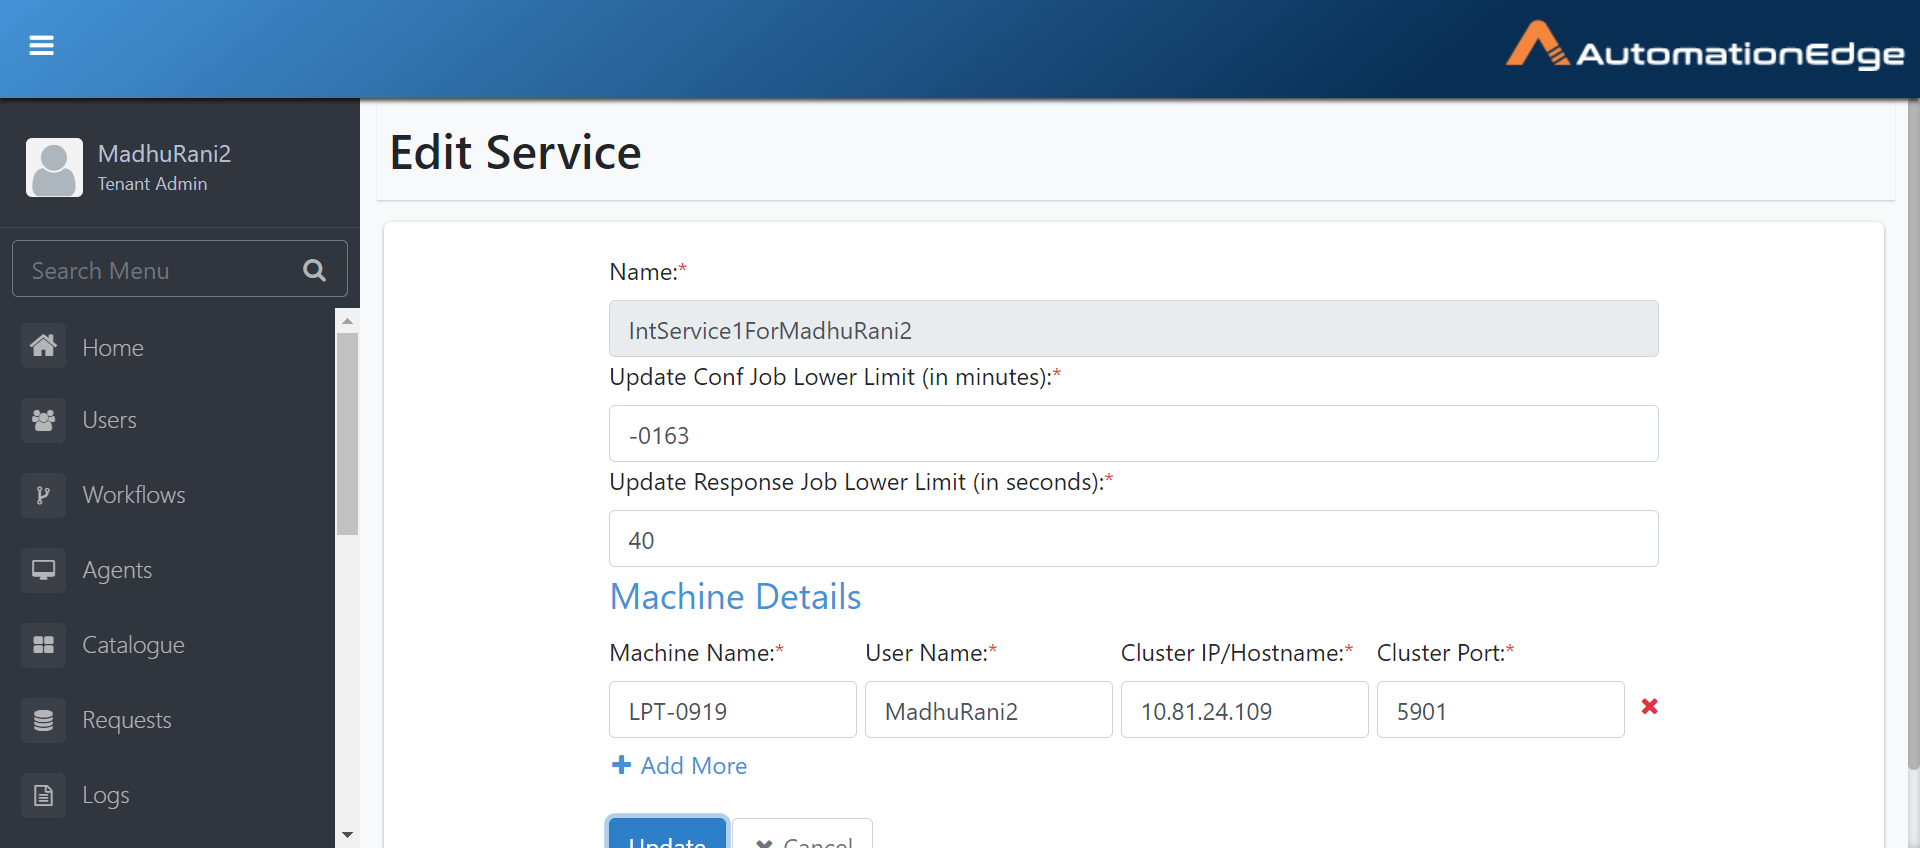 AutomationEdge
MadhuRani2
Tenant Admin
Search Menu
Home
Users
Workflows
Agents
Catalogue
Requests
Logs
Edit Service
Name:*
IntService1ForMadhuRani2
Update Conf Job Lower Limit (in minutes):*
-0163
Update Response Job Lower Limit (in seconds):*
40
Machine Details
Machine Name:* User Name:* Cluster IP/Hostname:* Cluster Port:*
LPT-0919 MadhuRani2 10.81.24.109 5901
Add More
Update Cancel